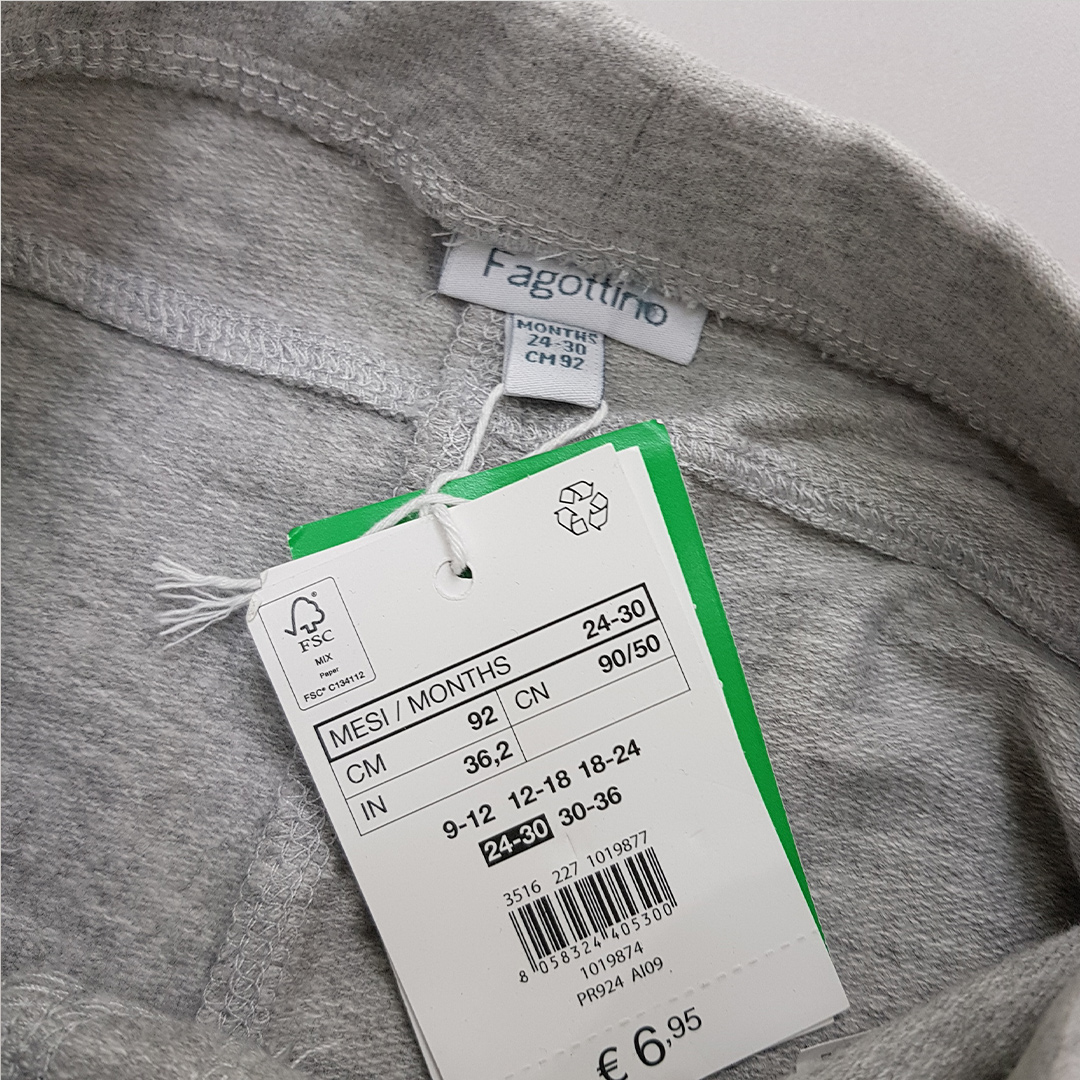 Fagottino
MONTHS
24-30
CM 92
FSC
MIX
Paper
FSC® C134112
MESI / MONTHS 24-30
CM 92 CN 90/50
IN 36,2
9-12 12-18 18-24
24-30 30-36
3516 227 1019877
8 058324 405300
1019874
PR924 AI09
€ 6,95